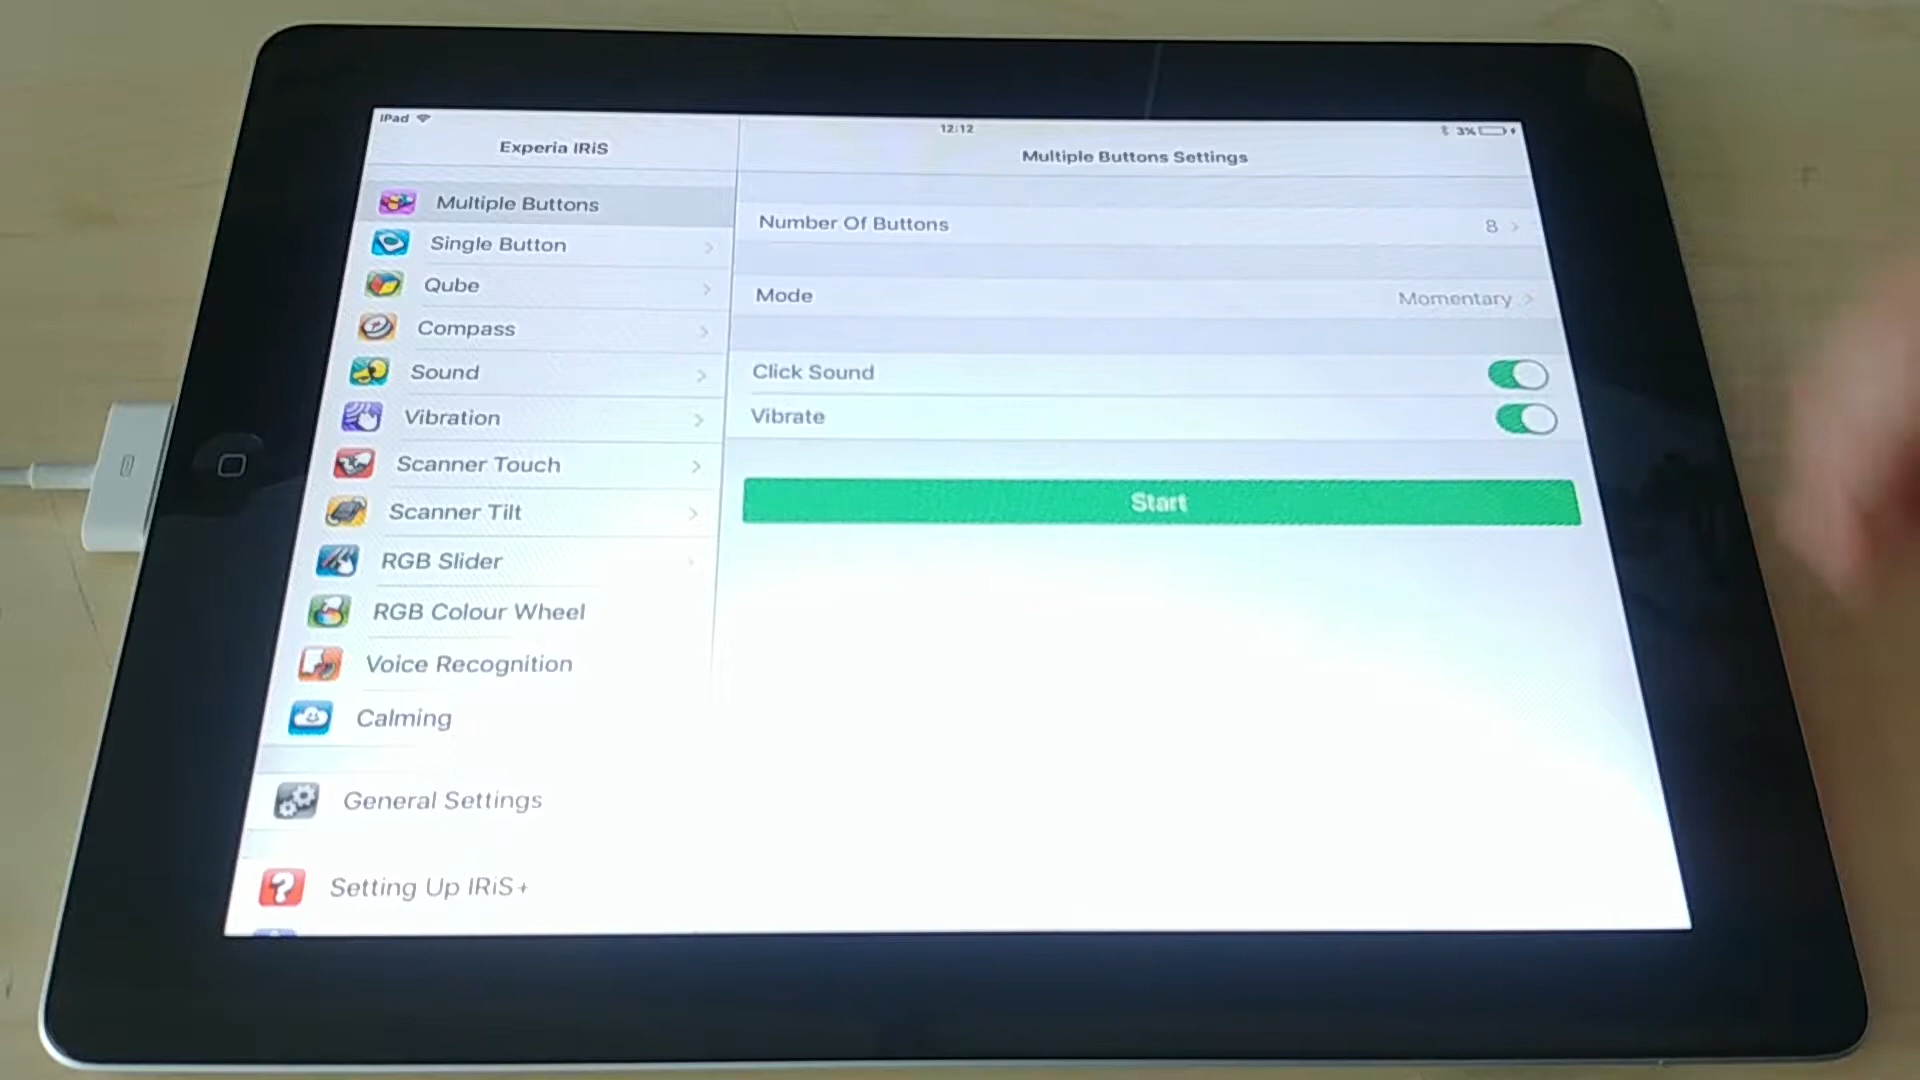 iPad
12:12
3%
Experia IRiS
Multiple Buttons Settings
Multiple Buttons
Single Button
Qube
Compass
Sound
Vibration
Scanner Touch
Scanner Tilt
RGB Slider
RGB Colour Wheel
Voice Recognition
Calming
General Settings
Setting Up IRiS+
Number Of Buttons 8
Mode Momentary
Click Sound
Vibrate
Start